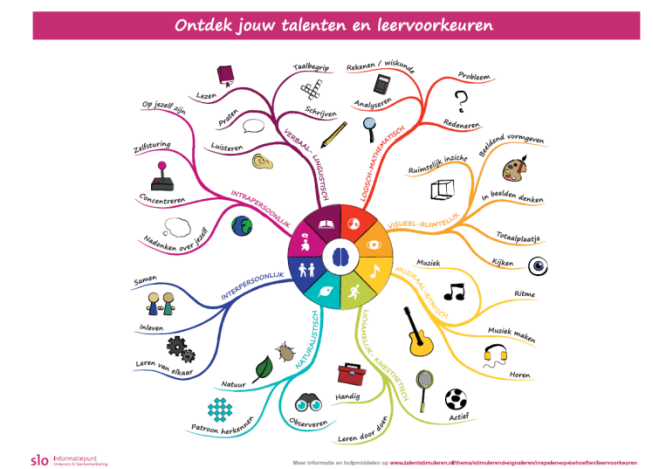 Ontdek jouw talenten en leervoorkeuren
Taalbegrip
Lezen
Schrijven
Praten
Luisteren
VERBAAL- LINGUISTISCH
Rekenen / wiskunde
Probleem
Analyseren
Redeneren
LOGISCH-MATHEMATISCH
Op jezelf zijn
Zelfsturing
Concentreren
Nadenken over jezelf
INTRAPERSOONLIJK
Beeldend vormgeven
Ruimtelijk inzicht
In beelden denken
Totaalplaatje
Kijken
VISUEEL-RUIMTELIJK
Samen
Inleven
Leren van elkaar
INTERPERSOONLIJK
Muziek
Ritme
Muziek maken
Horen
MUZIKAAL-RITMISCH
Natuur
Patroon herkennen
Observeren
NATURALISTISCH
Handig
Leren door doen
Actief
LICHAMELIJK- KINESTHETISCH
slo Informatiepunt
Meer informatie en hulpmiddelen op www.talentstimuleren.nl/thema/stimulerend-signaleren/inspelen-op-behoeften/leervoorkeuren